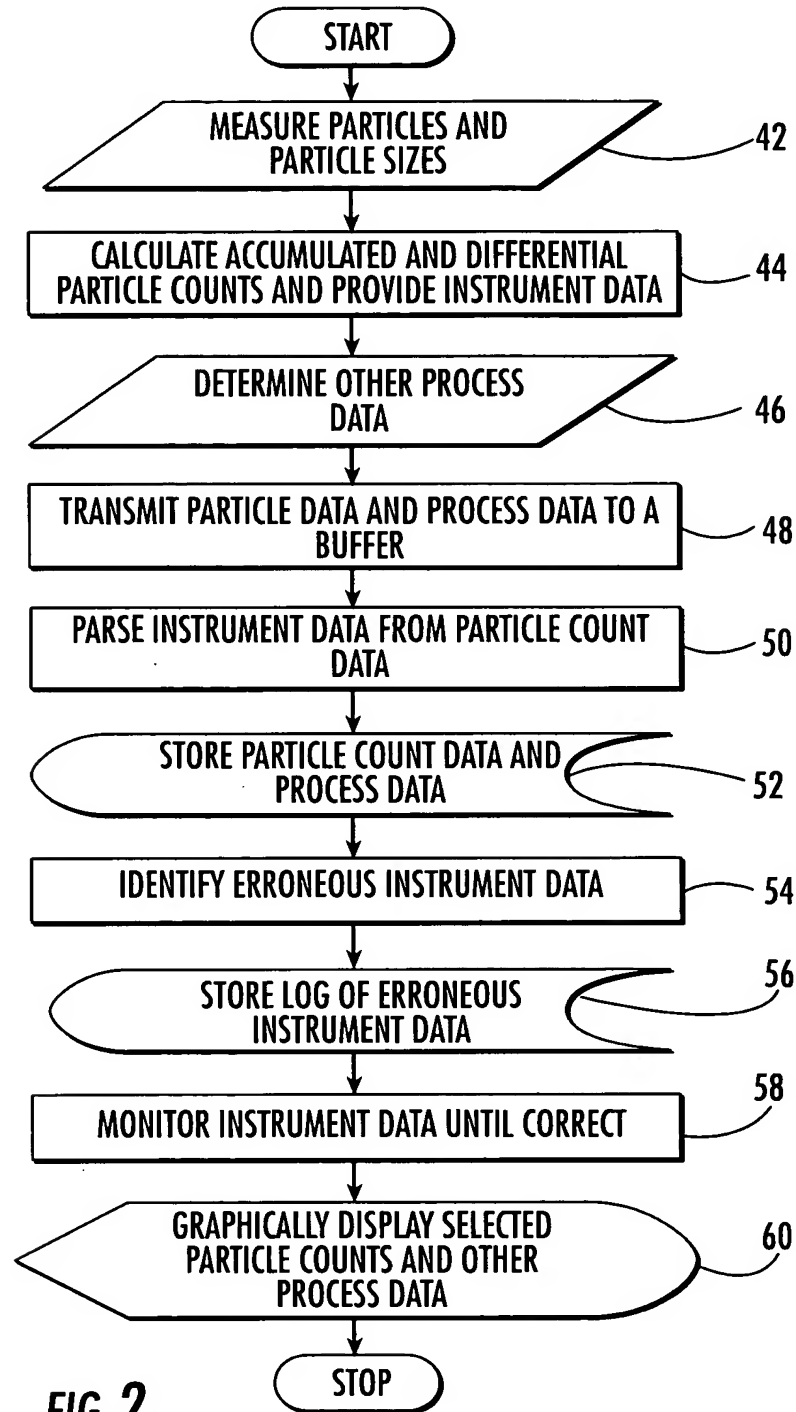 START
MEASURE PARTICLES AND
PARTICLE SIZES
42
CALCULATE ACCUMULATED AND DIFFERENTIAL
PARTICLE COUNTS AND PROVIDE INSTRUMENT DATA
44
DETERMINE OTHER PROCESS
DATA
46
TRANSMIT PARTICLE DATA AND PROCESS DATA TO A
BUFFER
48
PARSE INSTRUMENT DATA FROM PARTICLE COUNT
DATA
50
STORE PARTICLE COUNT DATA AND
PROCESS DATA
52
IDENTIFY ERRONEOUS INSTRUMENT DATA
54
STORE LOG OF ERRONEOUS
INSTRUMENT DATA
56
MONITOR INSTRUMENT DATA UNTIL CORRECT
58
GRAPHICALLY DISPLAY SELECTED
PARTICLE COUNTS AND OTHER
PROCESS DATA
60
STOP
FIG. 2